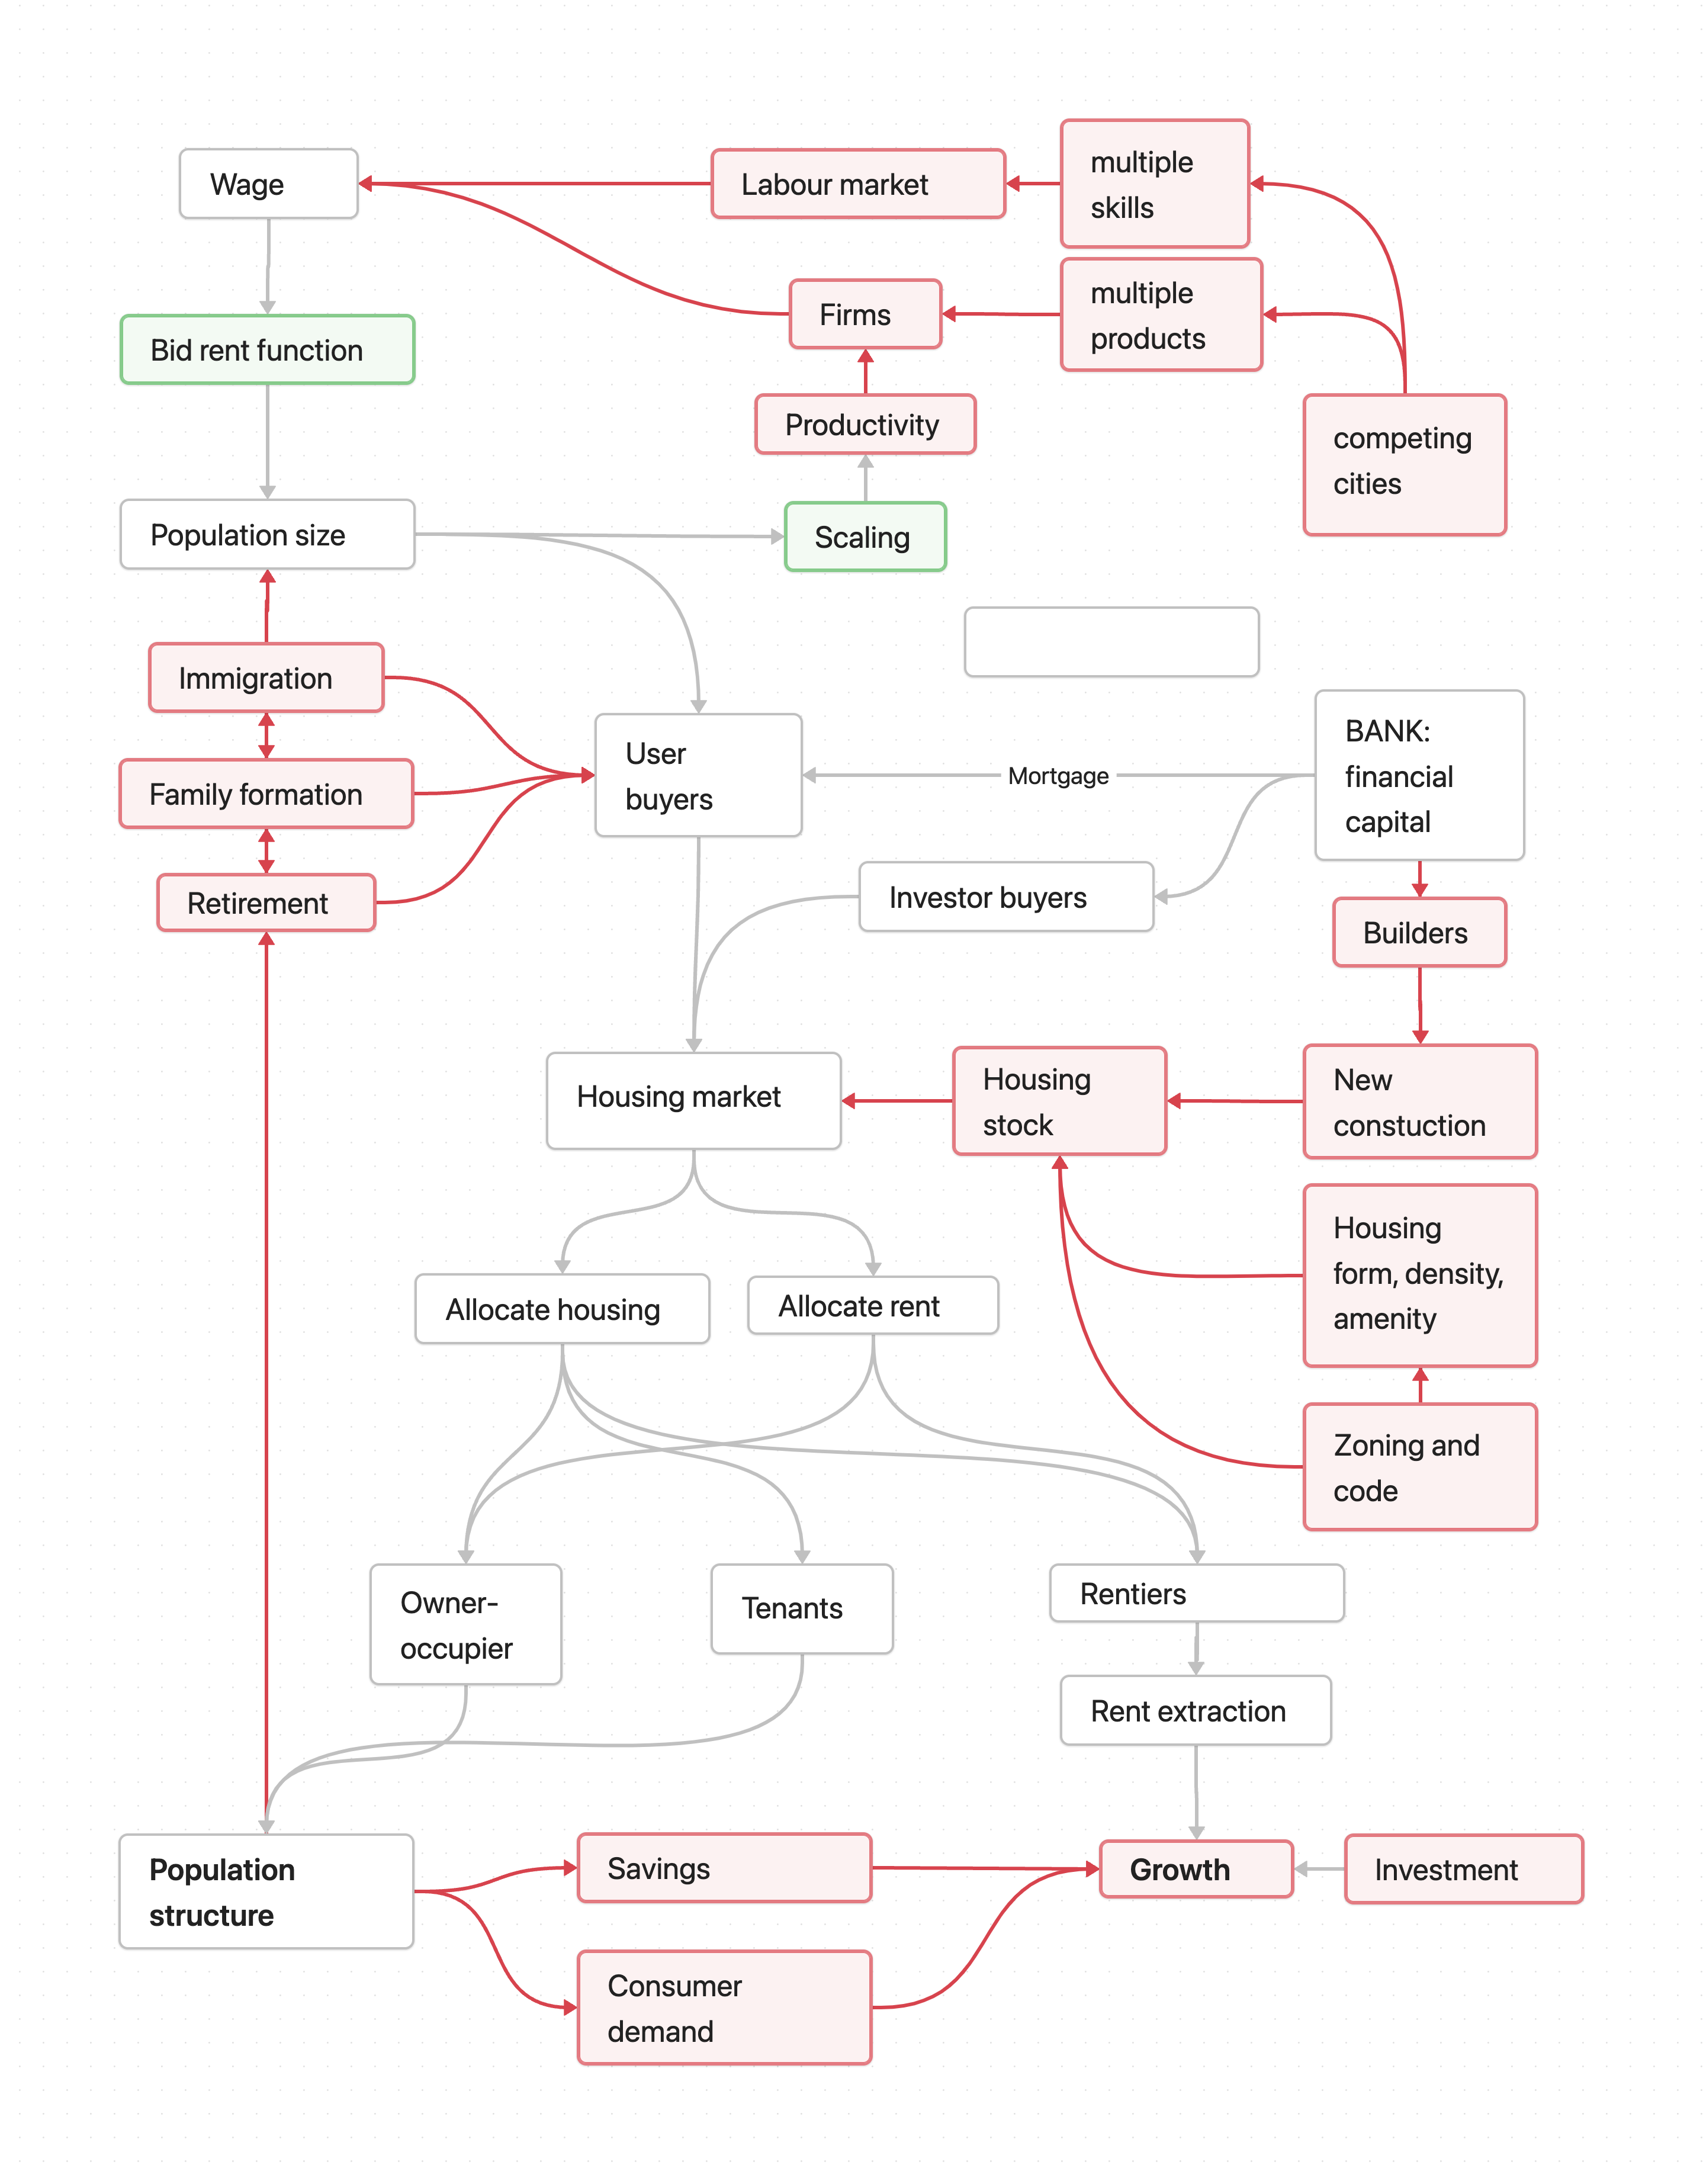 Wage
Labour market
multiple
skills
Firms
multiple
products
Bid rent function
Productivity
competing
cities
Population size
Scaling
Immigration
User
buyers
Mortgage
BANK:
financial
capital
Family formation
Retirement
Investor buyers
Builders
Housing market
Housing
stock
New
constuction
Housing
form, density,
amenity
Allocate housing
Allocate rent
Zoning and
code
Owner-
occupier
Tenants
Rentiers
Rent extraction
Population
structure
Savings
Growth
Investment
Consumer
demand